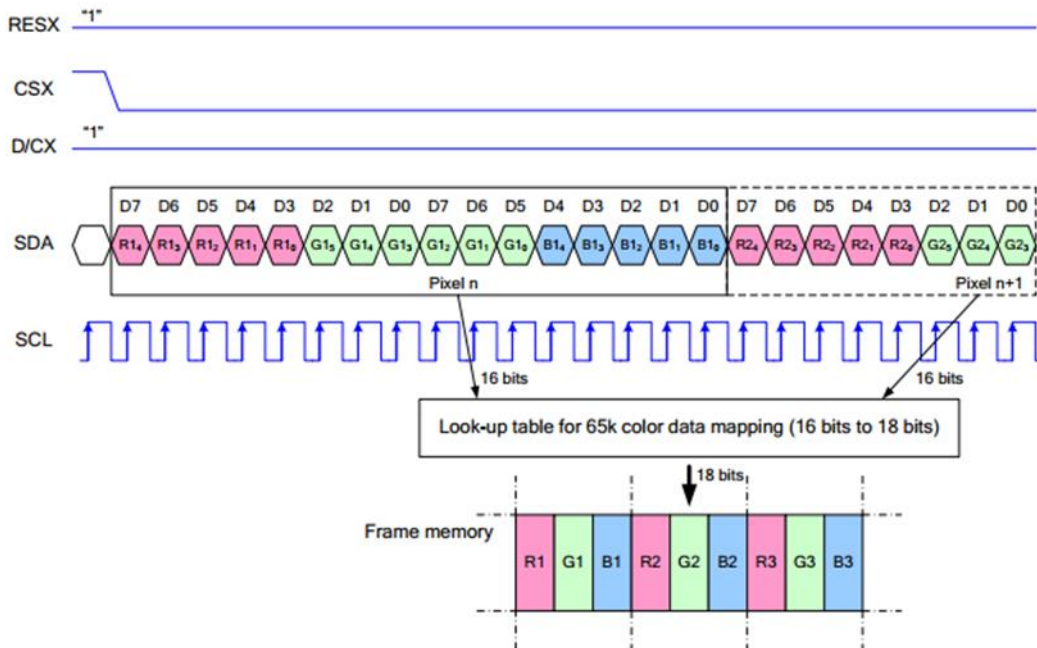 RESX "1"
CSX
D/CX "1"
D7 D6 D5 D4 D3 D2 D1 D0 D7 D6 D5 D4 D3 D2 D1 D0 D7 D6 D5 D4 D3 D2 D1 D0
SDA R1₄ R1₃ R1₂ R1₁ R1₀ G1₅ G1₄ G1₃ G1₂ G1₁ G1₀ B1₄ B1₃ B1₂ B1₁ B1₀ R2₄ R2₃ R2₂ R2₁ R2₀ G2₅ G2₄ G2₃
Pixel n Pixel n+1
SCL
16 bits 16 bits
Look-up table for 65k color data mapping (16 bits to 18 bits)
18 bits
Frame memory
R1 G1 B1 R2 G2 B2 R3 G3 B3